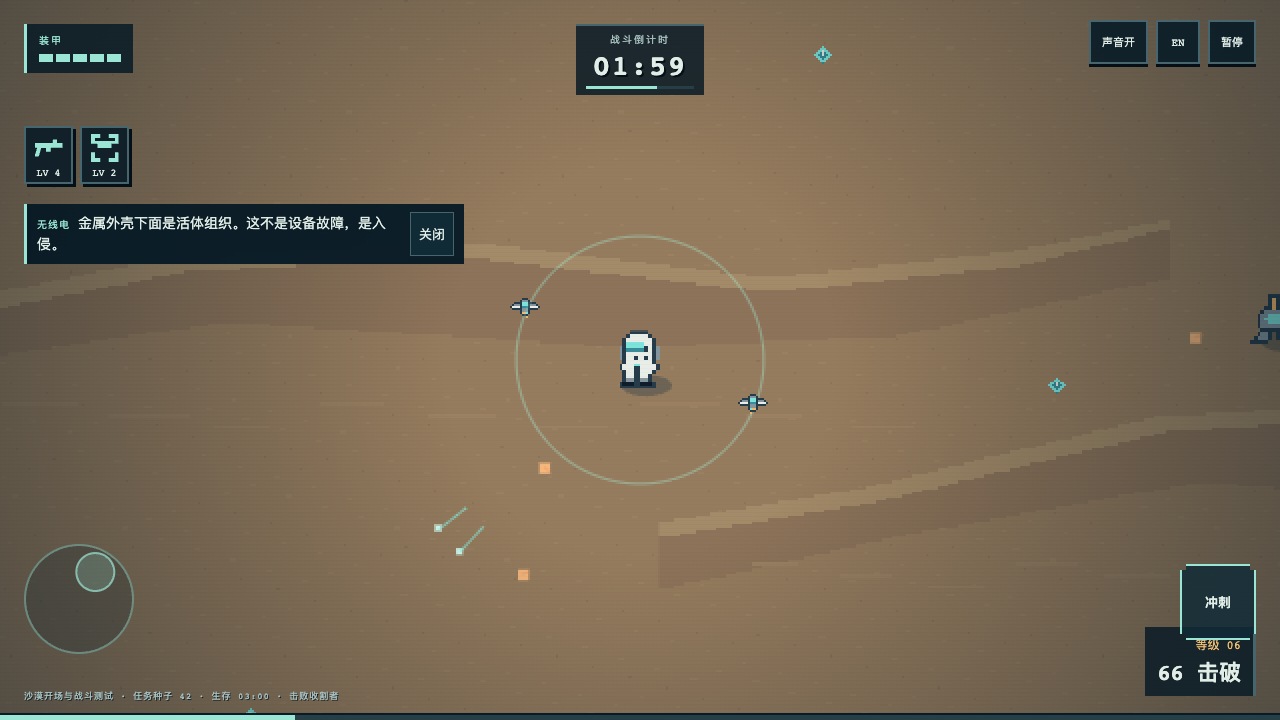 装甲
战斗倒计时
01:59
声音开
EN
暂停
LV 4
LV 2
无线电 金属外壳下面是活体组织。这不是设备故障，是入
侵。
关闭
冲刺
等级 06
66 击破
沙漠开场与战斗测试 · 任务种子 42 · 生存 03:00 · 击败收割者